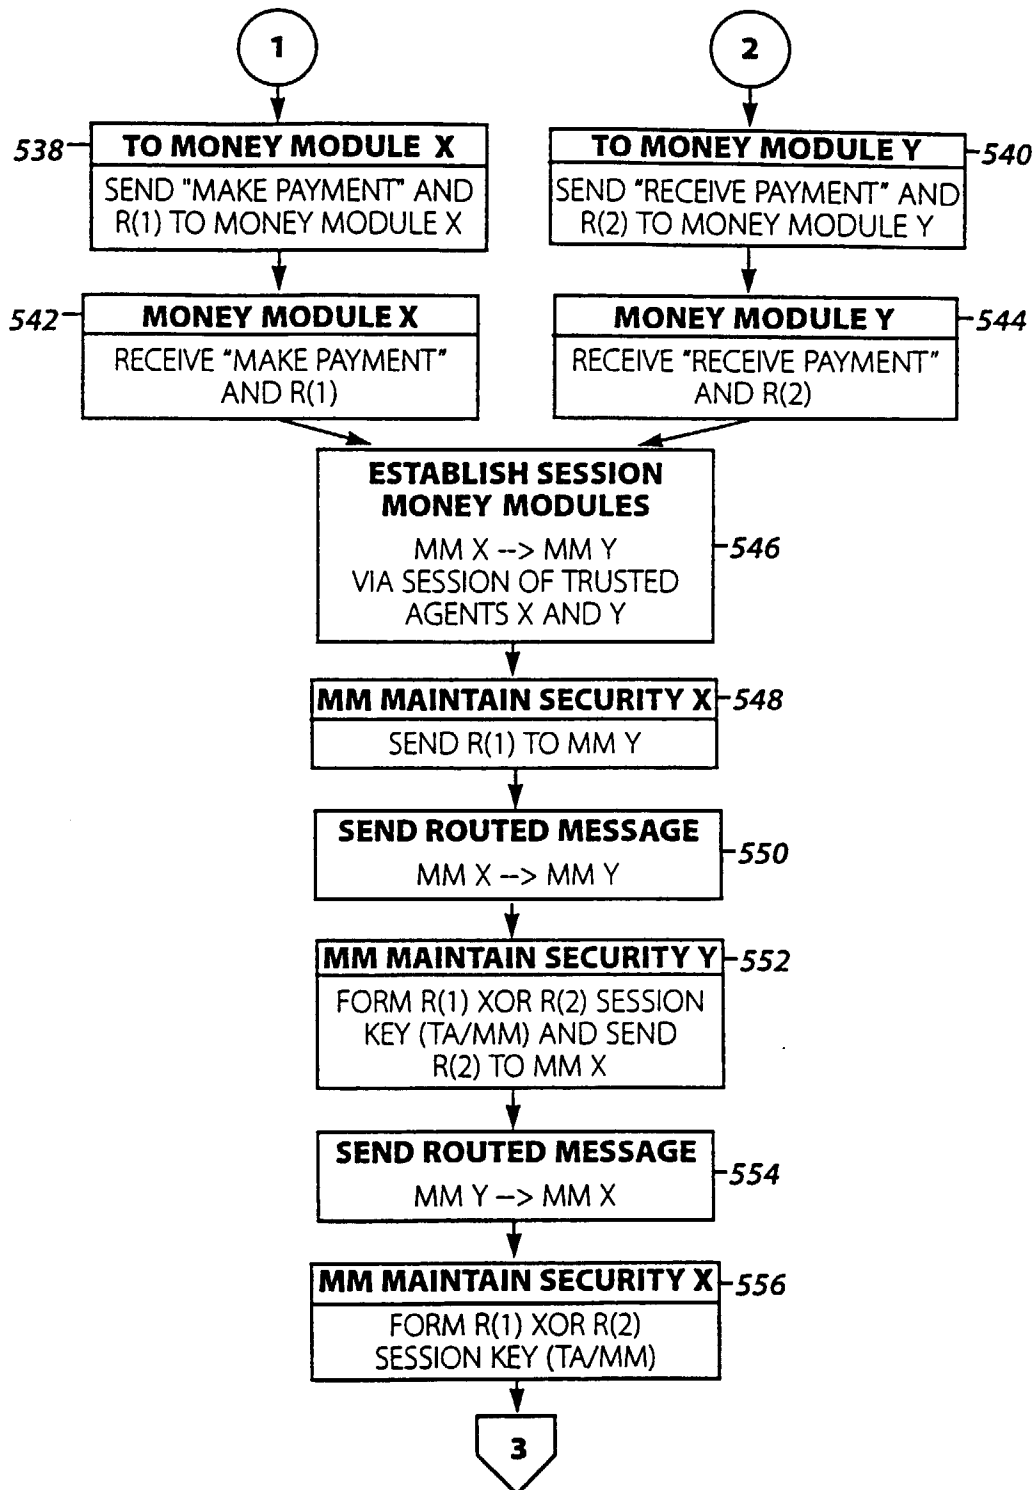 1
2
538
TO MONEY MODULE X
SEND "MAKE PAYMENT" AND
R(1) TO MONEY MODULE X
TO MONEY MODULE Y
540
SEND "RECEIVE PAYMENT" AND
R(2) TO MONEY MODULE Y
542
MONEY MODULE X
RECEIVE "MAKE PAYMENT"
AND R(1)
MONEY MODULE Y
544
RECEIVE "RECEIVE PAYMENT"
AND R(2)
ESTABLISH SESSION
MONEY MODULES
MM X --> MM Y
546
VIA SESSION OF TRUSTED
AGENTS X AND Y
MM MAINTAIN SECURITY X
548
SEND R(1) TO MM Y
SEND ROUTED MESSAGE
550
MM X --> MM Y
MM MAINTAIN SECURITY Y
552
FORM R(1) XOR R(2) SESSION
KEY (TA/MM) AND SEND
R(2) TO MM X
SEND ROUTED MESSAGE
554
MM Y --> MM X
MM MAINTAIN SECURITY X
556
FORM R(1) XOR R(2)
SESSION KEY (TA/MM)
3